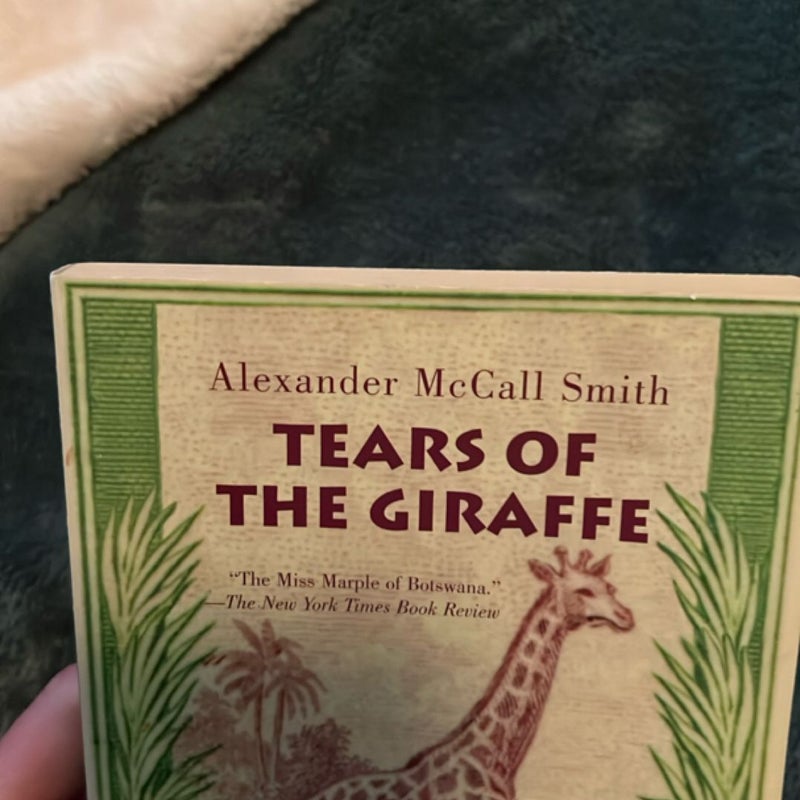 Alexander McCall Smith
TEARS OF
THE GIRAFFE
“The Miss Marple of Botswana.”
—The New York Times Book Review